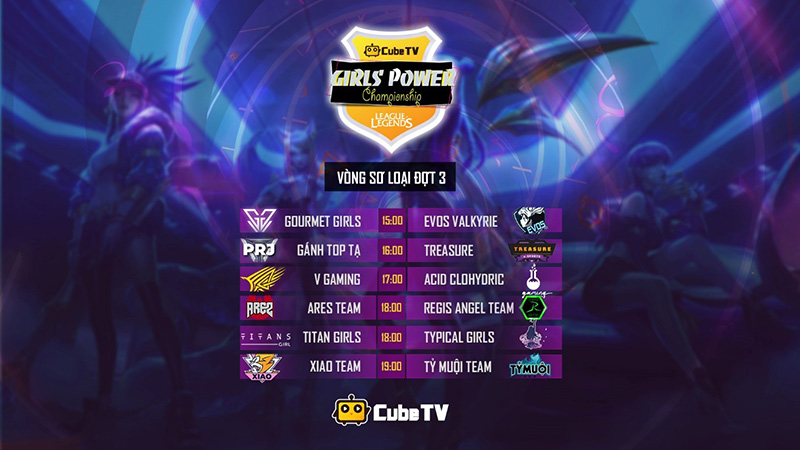 CubeTV
GIRLS POWER
Championship
LEAGUE OF LEGENDS
VÒNG SƠ LOẠI ĐỢT 3
GOURMET GIRLS 15:00 EVOS VALKYRIE EVOS
PRJ GÁNH TOP TẠ 16:00 TREASURE TREASURE
V GAMING 17:00 ACID CLOHYDRIC gaming
ARES ARES TEAM 18:00 REGIS ANGEL TEAM
TITANS GIRL TITAN GIRLS 18:00 TYPICAL GIRLS
XIAO XIAO TEAM 19:00 TỶ MUỘI TEAM TỶ MUỘI
CubeTV